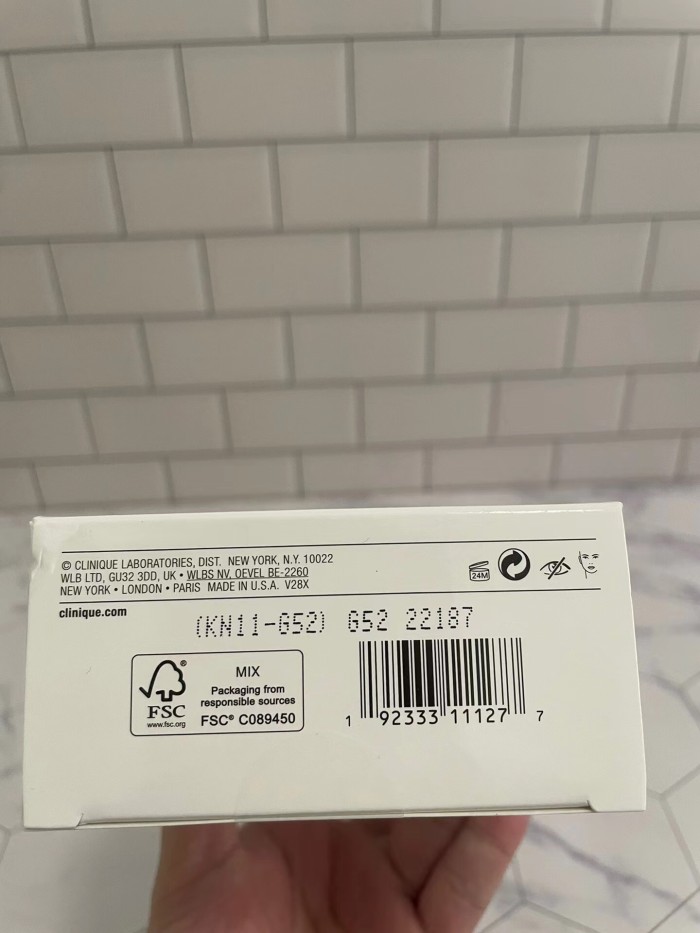 © CLINIQUE LABORATORIES, DIST. NEW YORK, N.Y. 10022
WLB LTD, GU32 3DD, UK • WLBS NV, OEVEL BE-2260
NEW YORK • LONDON • PARIS MADE IN U.S.A. V28X
24M
clinique.com
(KN11-G52) G52 22187
FSC®
www.fsc.org
MIX
Packaging from
responsible sources
FSC® C089450
1 92333 11127 7